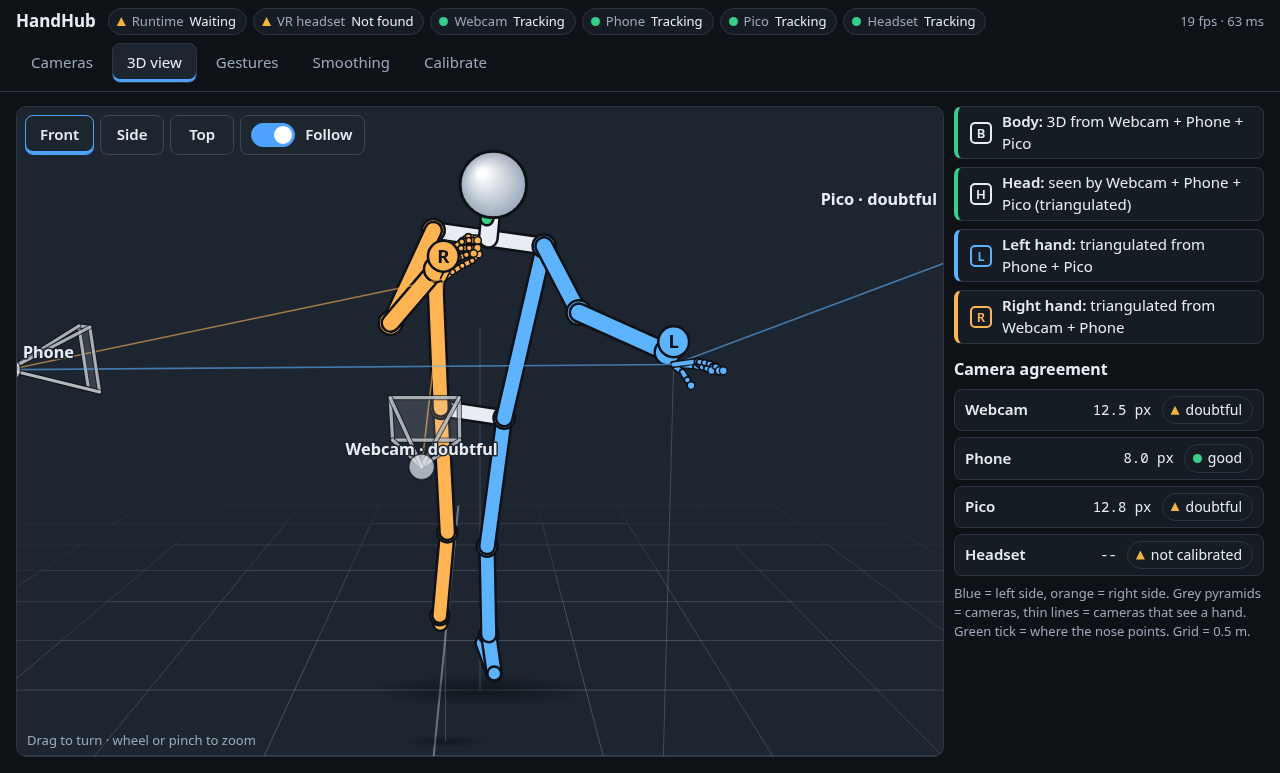 HandHub
Runtime Waiting
VR headset Not found
Webcam Tracking
Phone Tracking
Pico Tracking
Headset Tracking
19 fps · 63 ms
Cameras
3D view
Gestures
Smoothing
Calibrate
Front
Side
Top
Follow
Pico · doubtful
R
L
Phone
Webcam · doubtful
Drag to turn · wheel or pinch to zoom
B
Body: 3D from Webcam + Phone +
Pico
H
Head: seen by Webcam + Phone +
Pico (triangulated)
L
Left hand: triangulated from
Phone + Pico
R
Right hand: triangulated from
Webcam + Phone
Camera agreement
Webcam 12.5 px doubtful
Phone 8.0 px good
Pico 12.8 px doubtful
Headset -- not calibrated
Blue = left side, orange = right side. Grey pyramids
= cameras, thin lines = cameras that see a hand.
Green tick = where the nose points. Grid = 0.5 m.